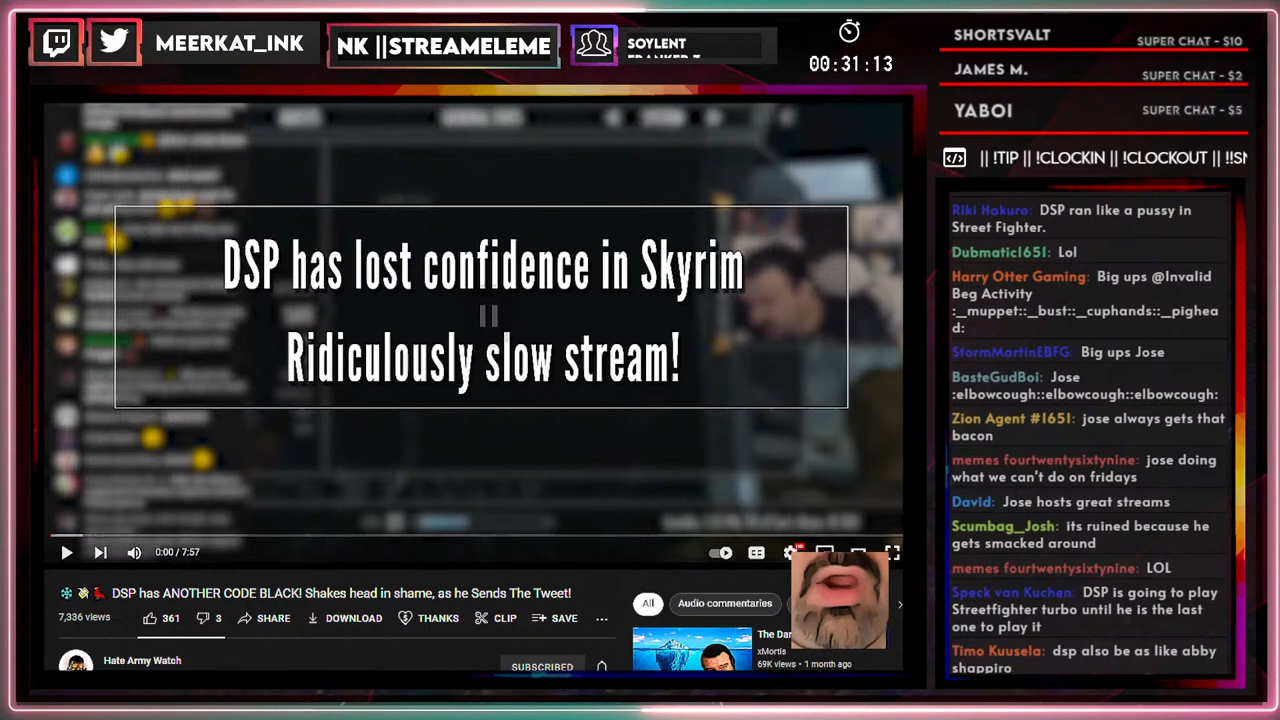 MEERKAT_INK
NK ||STREAMELEME
SOYLENT
00:31:13
SHORTSVALT
SUPER CHAT - $10
JAMES M.
SUPER CHAT - $2
YABOI
SUPER CHAT - $5
|| !TIP || !CLOCKIN || !CLOCKOUT || !!SN
DSP has lost confidence in Skyrim
Ridiculously slow stream!
0:00 / 7:57
CC
HD
DSP has ANOTHER CODE BLACK! Shakes head in shame, as he Sends The Tweet!
7,336 views
361
3
SHARE
DOWNLOAD
THANKS
CLIP
SAVE
Hate Army Watch
SUBSCRIBED
All
Audio commentaries
The Dar
xMortis
69K views • 1 month ago
Riki Hakuro: DSP ran like a pussy in
Street Fighter.
Dubmatic1651: Lol
Harry Otter Gaming: Big ups @Invalid
Beg Activity
:_muppet::_bust::_cuphands::_pighea
d:
StormMartinEBFG: Big ups Jose
BasteGudBoi: Jose
:elbowcough::elbowcough::elbowcough:
Zion Agent #1651: jose always gets that
bacon
memes fourtwentysixtynine: jose doing
what we can't do on fridays
David: Jose hosts great streams
Scumbag_Josh: its ruined because he
gets smacked around
memes fourtwentysixtynine: LOL
Speck van Kuchen: DSP is going to play
Streetfighter turbo until he is the last
one to play it
Timo Kuusela: dsp also be as like abby
shappiro